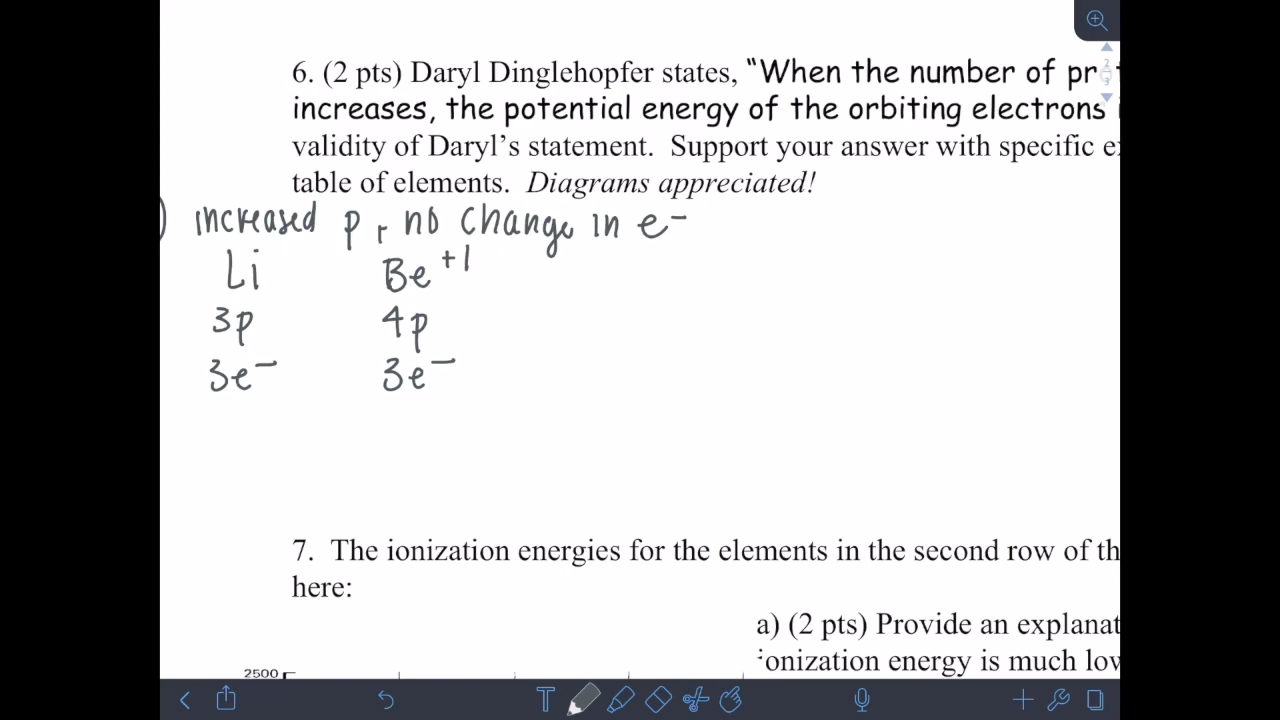 6. (2 pts) Daryl Dinglehopfer states, "When the number of pr
increases, the potential energy of the orbiting electrons
validity of Daryl's statement. Support your answer with specific e
table of elements. Diagrams appreciated!
) increased p, no change in e⁻
Li Be⁺¹
3p 4p
3e⁻ 3e⁻
7. The ionization energies for the elements in the second row of th
here:
a) (2 pts) Provide an explanat
ionization energy is much low
2500